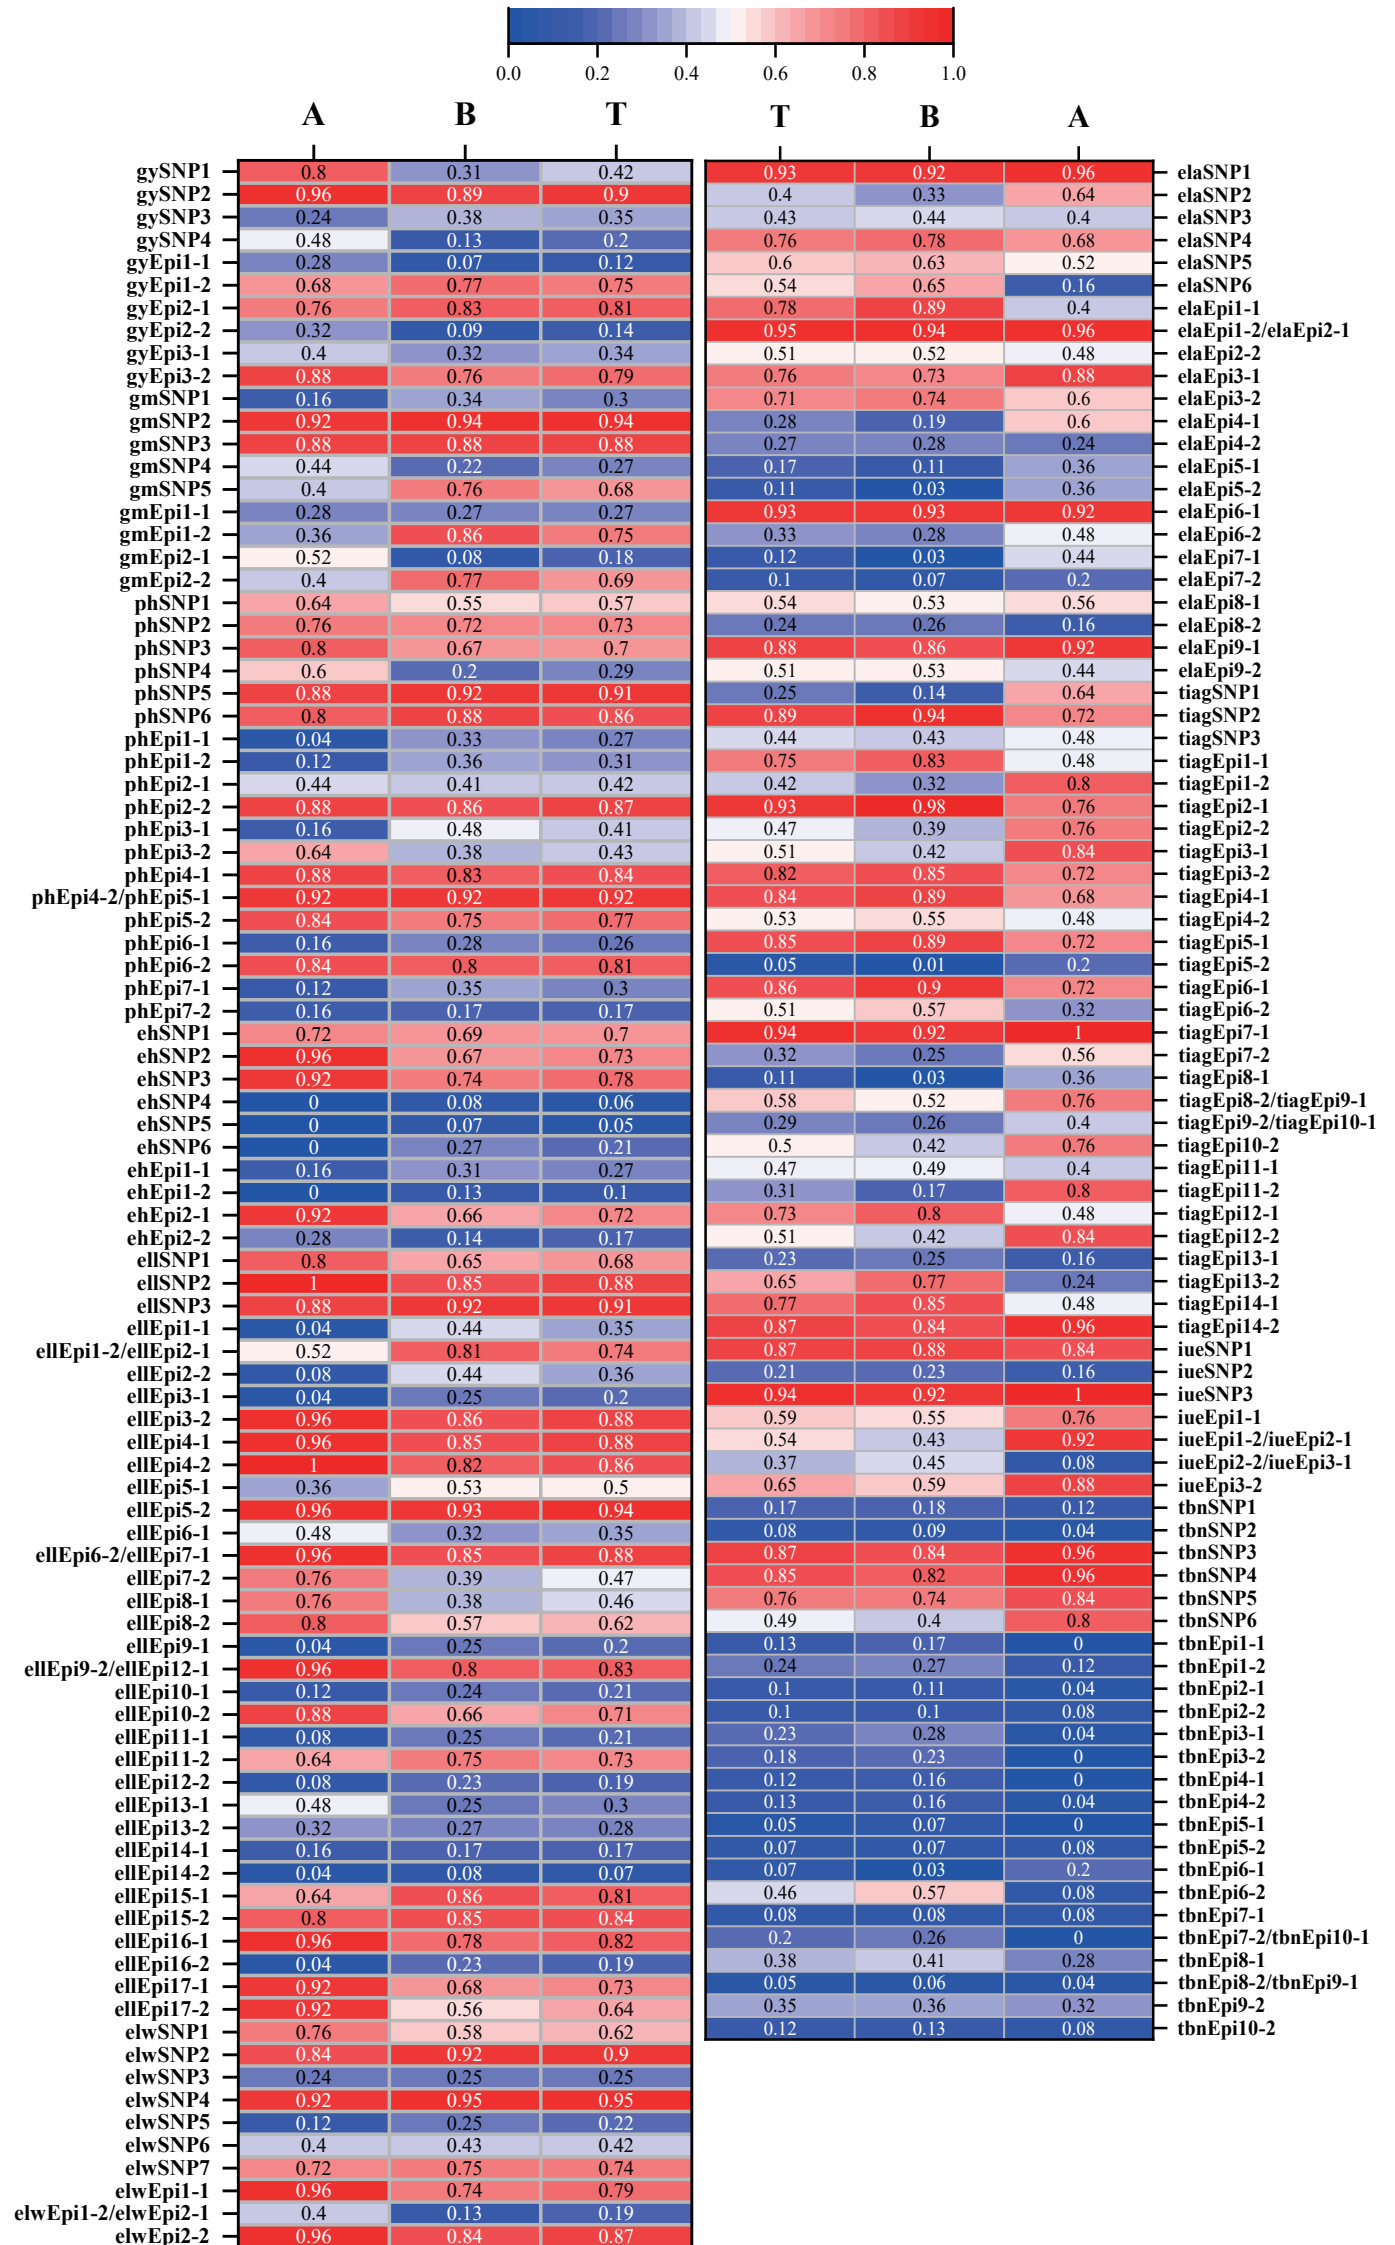 0.0 0.2 0.4 0.6 0.8 1.0
A B T
gySNP1 0.8 0.31 0.42
gySNP2 0.96 0.89 0.9
gySNP3 0.24 0.38 0.35
gySNP4 0.48 0.13 0.2
gyEpi1-1 0.28 0.07 0.12
gyEpi1-2 0.68 0.77 0.75
gyEpi2-1 0.76 0.83 0.81
gyEpi2-2 0.32 0.09 0.14
gyEpi3-1 0.4 0.32 0.34
gyEpi3-2 0.88 0.76 0.79
gmSNP1 0.16 0.34 0.3
gmSNP2 0.92 0.94 0.94
gmSNP3 0.88 0.88 0.88
gmSNP4 0.44 0.22 0.27
gmSNP5 0.4 0.76 0.68
gmEpi1-1 0.28 0.27 0.27
gmEpi1-2 0.36 0.86 0.75
gmEpi2-1 0.52 0.08 0.18
gmEpi2-2 0.4 0.77 0.69
phSNP1 0.64 0.55 0.57
phSNP2 0.76 0.72 0.73
phSNP3 0.8 0.67 0.7
phSNP4 0.6 0.2 0.29
phSNP5 0.88 0.92 0.91
phSNP6 0.8 0.88 0.86
phEpi1-1 0.04 0.33 0.27
phEpi1-2 0.12 0.36 0.31
phEpi2-1 0.44 0.41 0.42
phEpi2-2 0.88 0.86 0.87
phEpi3-1 0.16 0.48 0.41
phEpi3-2 0.64 0.38 0.43
phEpi4-1 0.88 0.83 0.84
phEpi4-2/phEpi5-1 0.92 0.92 0.92
phEpi5-2 0.84 0.75 0.77
phEpi6-1 0.16 0.28 0.26
phEpi6-2 0.84 0.8 0.81
phEpi7-1 0.12 0.35 0.3
phEpi7-2 0.16 0.17 0.17
ehSNP1 0.72 0.69 0.7
ehSNP2 0.96 0.67 0.73
ehSNP3 0.92 0.74 0.78
ehSNP4 0 0.08 0.06
ehSNP5 0 0.07 0.05
ehSNP6 0 0.27 0.21
ehEpi1-1 0.16 0.31 0.27
ehEpi1-2 0 0.13 0.1
ehEpi2-1 0.92 0.66 0.72
ehEpi2-2 0.28 0.14 0.17
ellSNP1 0.8 0.65 0.68
ellSNP2 1 0.85 0.88
ellSNP3 0.88 0.92 0.91
ellEpi1-1 0.04 0.44 0.35
ellEpi1-2/ellEpi2-1 0.52 0.81 0.74
ellEpi2-2 0.08 0.44 0.36
ellEpi3-1 0.04 0.25 0.2
ellEpi3-2 0.96 0.86 0.88
ellEpi4-1 0.96 0.85 0.88
ellEpi4-2 1 0.82 0.86
ellEpi5-1 0.36 0.53 0.5
ellEpi5-2 0.96 0.93 0.94
ellEpi6-1 0.48 0.32 0.35
ellEpi6-2/ellEpi7-1 0.96 0.85 0.88
ellEpi7-2 0.76 0.39 0.47
ellEpi8-1 0.76 0.38 0.46
ellEpi8-2 0.8 0.57 0.62
ellEpi9-1 0.04 0.25 0.2
ellEpi9-2/ellEpi12-1 0.96 0.8 0.83
ellEpi10-1 0.12 0.24 0.21
ellEpi10-2 0.88 0.66 0.71
ellEpi11-1 0.08 0.25 0.21
ellEpi11-2 0.64 0.75 0.73
ellEpi12-2 0.08 0.23 0.19
ellEpi13-1 0.48 0.25 0.3
ellEpi13-2 0.32 0.27 0.28
ellEpi14-1 0.16 0.17 0.17
ellEpi14-2 0.04 0.08 0.07
ellEpi15-1 0.64 0.86 0.81
ellEpi15-2 0.8 0.85 0.84
ellEpi16-1 0.96 0.78 0.82
ellEpi16-2 0.04 0.23 0.19
ellEpi17-1 0.92 0.68 0.73
ellEpi17-2 0.92 0.56 0.64
elwSNP1 0.76 0.58 0.62
elwSNP2 0.84 0.92 0.9
elwSNP3 0.24 0.25 0.25
elwSNP4 0.92 0.95 0.95
elwSNP5 0.12 0.25 0.22
elwSNP6 0.4 0.43 0.42
elwSNP7 0.72 0.75 0.74
elwEpi1-1 0.96 0.74 0.79
elwEpi1-2/elwEpi2-1 0.4 0.13 0.19
elwEpi2-2 0.96 0.84 0.87
T B A
0.93 0.92 0.96 elaSNP1
0.4 0.33 0.64 elaSNP2
0.43 0.44 0.4 elaSNP3
0.76 0.78 0.68 elaSNP4
0.6 0.63 0.52 elaSNP5
0.54 0.65 0.16 elaSNP6
0.78 0.89 0.4 elaEpi1-1
0.95 0.94 0.96 elaEpi1-2/elaEpi2-1
0.51 0.52 0.48 elaEpi2-2
0.76 0.73 0.88 elaEpi3-1
0.71 0.74 0.6 elaEpi3-2
0.28 0.19 0.6 elaEpi4-1
0.27 0.28 0.24 elaEpi4-2
0.17 0.11 0.36 elaEpi5-1
0.11 0.03 0.36 elaEpi5-2
0.93 0.93 0.92 elaEpi6-1
0.33 0.28 0.48 elaEpi6-2
0.12 0.03 0.44 elaEpi7-1
0.1 0.07 0.2 elaEpi7-2
0.54 0.53 0.56 elaEpi8-1
0.24 0.26 0.16 elaEpi8-2
0.88 0.86 0.92 elaEpi9-1
0.51 0.53 0.44 elaEpi9-2
0.25 0.14 0.64 tiagSNP1
0.89 0.94 0.72 tiagSNP2
0.44 0.43 0.48 tiagSNP3
0.75 0.83 0.48 tiagEpi1-1
0.42 0.32 0.8 tiagEpi1-2
0.93 0.98 0.76 tiagEpi2-1
0.47 0.39 0.76 tiagEpi2-2
0.51 0.42 0.84 tiagEpi3-1
0.82 0.85 0.72 tiagEpi3-2
0.84 0.89 0.68 tiagEpi4-1
0.53 0.55 0.48 tiagEpi4-2
0.85 0.89 0.72 tiagEpi5-1
0.05 0.01 0.2 tiagEpi5-2
0.86 0.9 0.72 tiagEpi6-1
0.51 0.57 0.32 tiagEpi6-2
0.94 0.92 1 tiagEpi7-1
0.32 0.25 0.56 tiagEpi7-2
0.11 0.03 0.36 tiagEpi8-1
0.58 0.52 0.76 tiagEpi8-2/tiagEpi9-1
0.29 0.26 0.4 tiagEpi9-2/tiagEpi10-1
0.5 0.42 0.76 tiagEpi10-2
0.47 0.49 0.4 tiagEpi11-1
0.31 0.17 0.8 tiagEpi11-2
0.73 0.8 0.48 tiagEpi12-1
0.51 0.42 0.84 tiagEpi12-2
0.23 0.25 0.16 tiagEpi13-1
0.65 0.77 0.24 tiagEpi13-2
0.77 0.85 0.48 tiagEpi14-1
0.87 0.84 0.96 tiagEpi14-2
0.87 0.88 0.84 iueSNP1
0.21 0.23 0.16 iueSNP2
0.94 0.92 1 iueSNP3
0.59 0.55 0.76 iueEpi1-1
0.54 0.43 0.92 iueEpi1-2/iueEpi2-1
0.37 0.45 0.08 iueEpi2-2/iueEpi3-1
0.65 0.59 0.88 iueEpi3-2
0.17 0.18 0.12 tbnSNP1
0.08 0.09 0.04 tbnSNP2
0.87 0.84 0.96 tbnSNP3
0.85 0.82 0.96 tbnSNP4
0.76 0.74 0.84 tbnSNP5
0.49 0.4 0.8 tbnSNP6
0.13 0.17 0 tbnEpi1-1
0.24 0.27 0.12 tbnEpi1-2
0.1 0.11 0.04 tbnEpi2-1
0.1 0.1 0.08 tbnEpi2-2
0.23 0.28 0.04 tbnEpi3-1
0.18 0.23 0 tbnEpi3-2
0.12 0.16 0 tbnEpi4-1
0.13 0.16 0.04 tbnEpi4-2
0.05 0.07 0 tbnEpi5-1
0.07 0.07 0.08 tbnEpi5-2
0.07 0.03 0.2 tbnEpi6-1
0.46 0.57 0.08 tbnEpi6-2
0.08 0.08 0.08 tbnEpi7-1
0.2 0.26 0 tbnEpi7-2/tbnEpi10-1
0.38 0.41 0.28 tbnEpi8-1
0.05 0.06 0.04 tbnEpi8-2/tbnEpi9-1
0.35 0.36 0.32 tbnEpi9-2
0.12 0.13 0.08 tbnEpi10-2